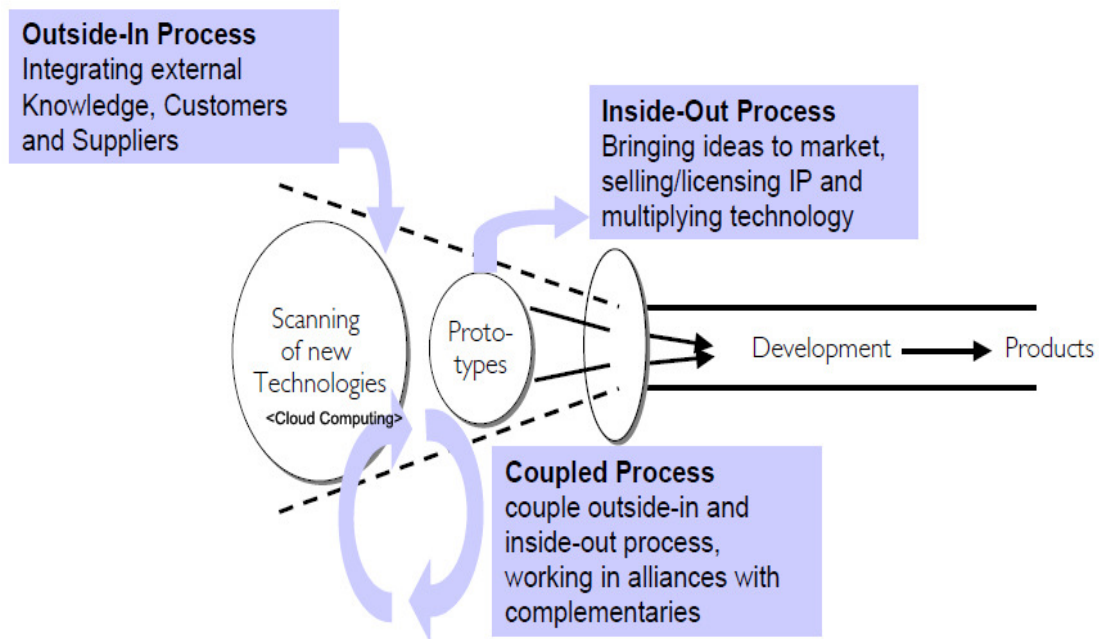 Outside-In Process
Integrating external
Knowledge, Customers
and Suppliers
Inside-Out Process
Bringing ideas to market,
selling/licensing IP and
multiplying technology
Scanning
of new
Technologies
<Cloud Computing>
Proto-
types
Development
Products
Coupled Process
couple outside-in and
inside-out process,
working in alliances with
complementaries